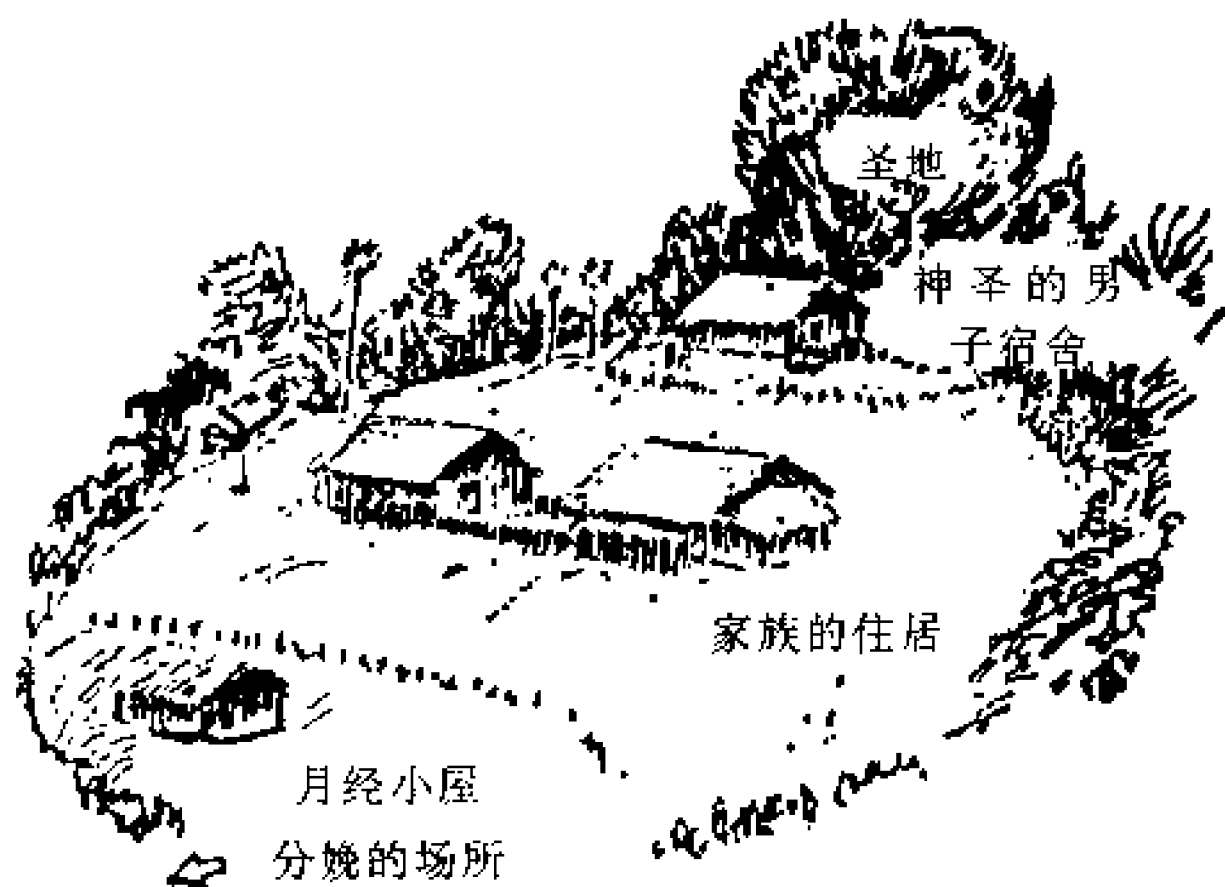 圣地
神圣的男
子宿舍
家族的住居
月经小屋
分娩的场所